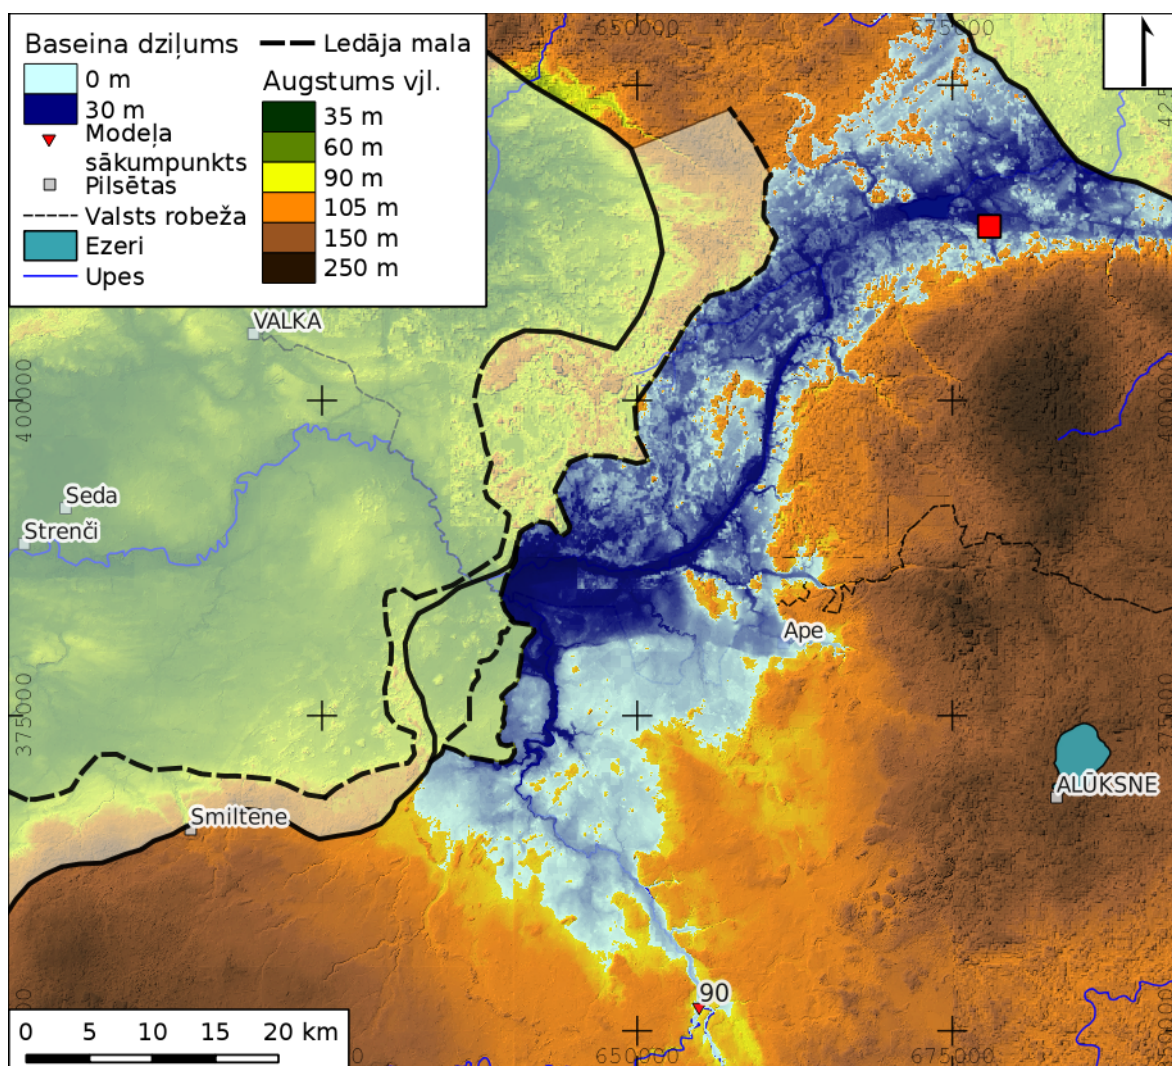 Baseina dziļums
0 m
30 m
Modeļa
sākumpunkts
Pilsētas
Valsts robeža
Ezeri
Upes
Ledāja mala
Augstums vjl.
35 m
60 m
90 m
105 m
150 m
250 m
650000
675000
VALKA
400000
Seda
Strenči
Ape
375000
375000
ALŪKSNE
Smiltene
90
0 5 10 15 20 km
650000
675000